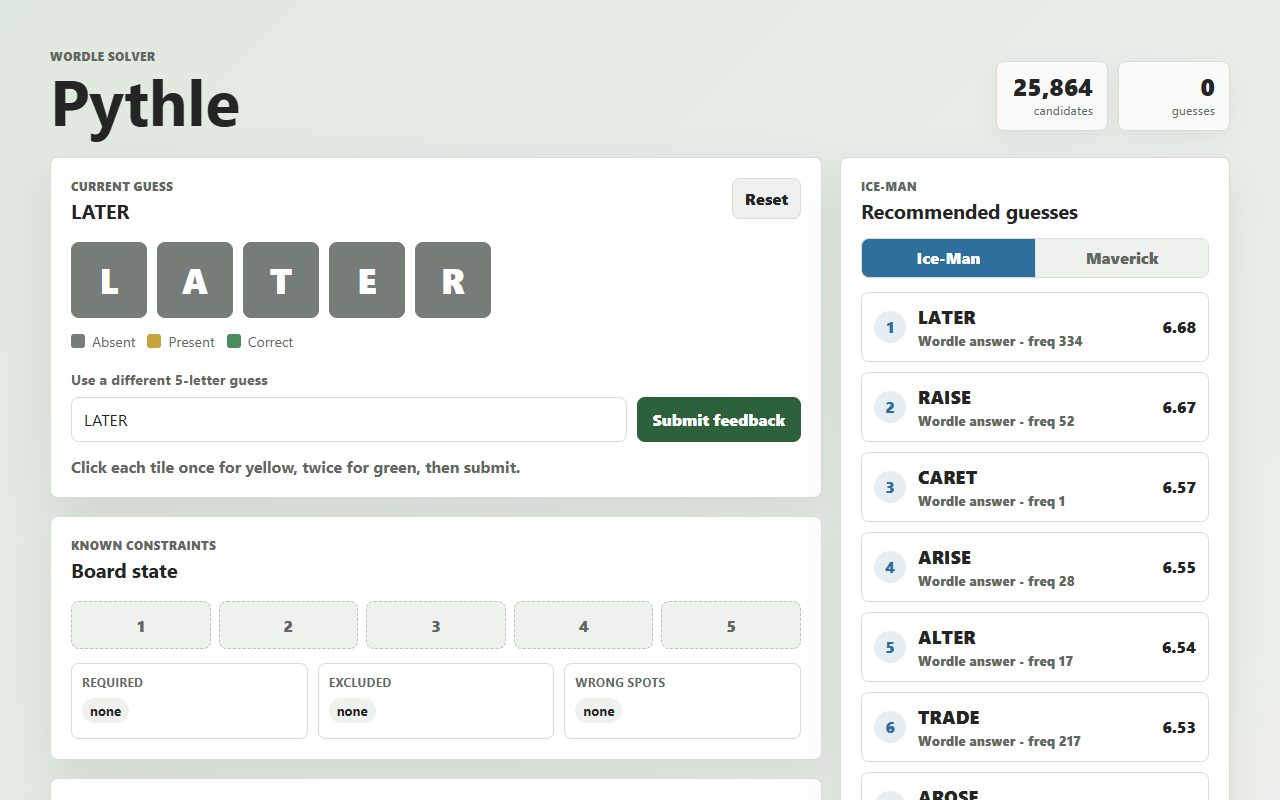 WORDLE SOLVER
Pythle
25,864
candidates
0
guesses
CURRENT GUESS
LATER
Reset
L A T E R
Absent Present Correct
Use a different 5-letter guess
LATER
Submit feedback
Click each tile once for yellow, twice for green, then submit.
KNOWN CONSTRAINTS
Board state
1 2 3 4 5
REQUIRED
none
EXCLUDED
none
WRONG SPOTS
none
ICE-MAN
Recommended guesses
Ice-Man Maverick
1 LATER 6.68
Wordle answer - freq 334
2 RAISE 6.67
Wordle answer - freq 52
3 CARET 6.57
Wordle answer - freq 1
4 ARISE 6.55
Wordle answer - freq 28
5 ALTER 6.54
Wordle answer - freq 17
6 TRADE 6.53
Wordle answer - freq 217
AROSE